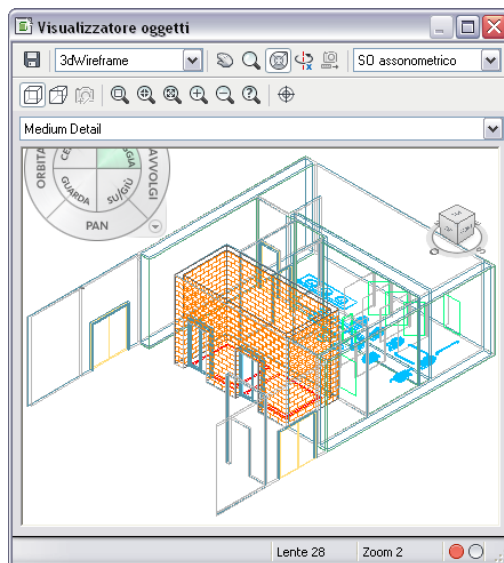 Visualizzatore oggetti
3dWireframe
SO assonometrico
Medium Detail
ORBITA
AVVOLGI
GUARDA
SU/GIÙ
PAN
Lente 28
Zoom 2